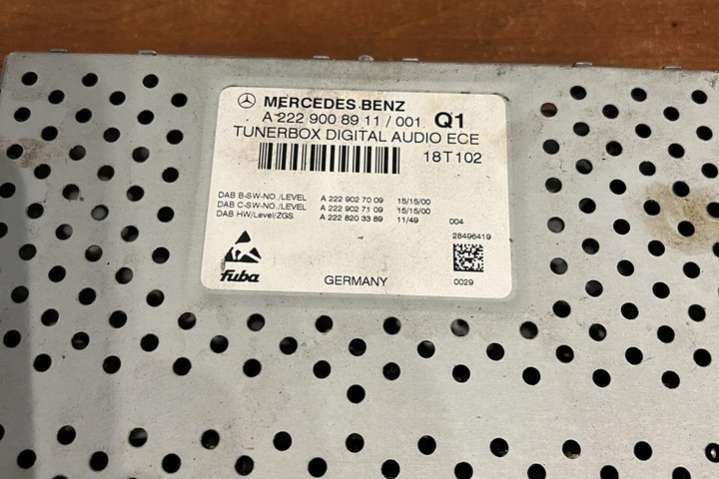 MERCEDES-BENZ
A 222 900 89 11 / 001 Q1
TUNERBOX DIGITAL AUDIO ECE
18T102
DAB B-SW-NO./LEVEL A 222 902 70 09 15/15/00
DAB C-SW-NO./LEVEL A 222 902 71 09 15/15/00
DAB HW/Level/ZGS. A 222 820 33 89 11/49 004
28496419
fuba GERMANY 0029